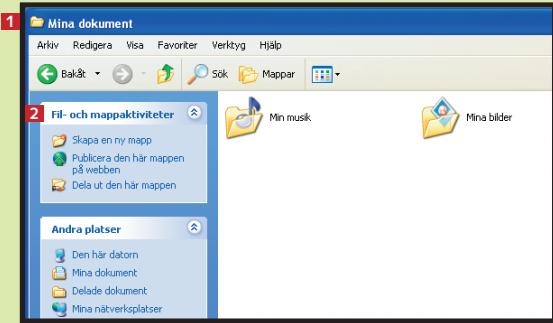 1
Mina dokument
Arkiv Redigera Visa Favoriter Verktyg Hjälp
Bakåt Sök Mappar
2
Fil- och mappaktiviteter
Skapa en ny mapp
Publicera den här mappen
på webben
Dela ut den här mappen
Min musik
Mina bilder
Andra platser
Den här datorn
Mina dokument
Delade dokument
Mina nätverksplatser